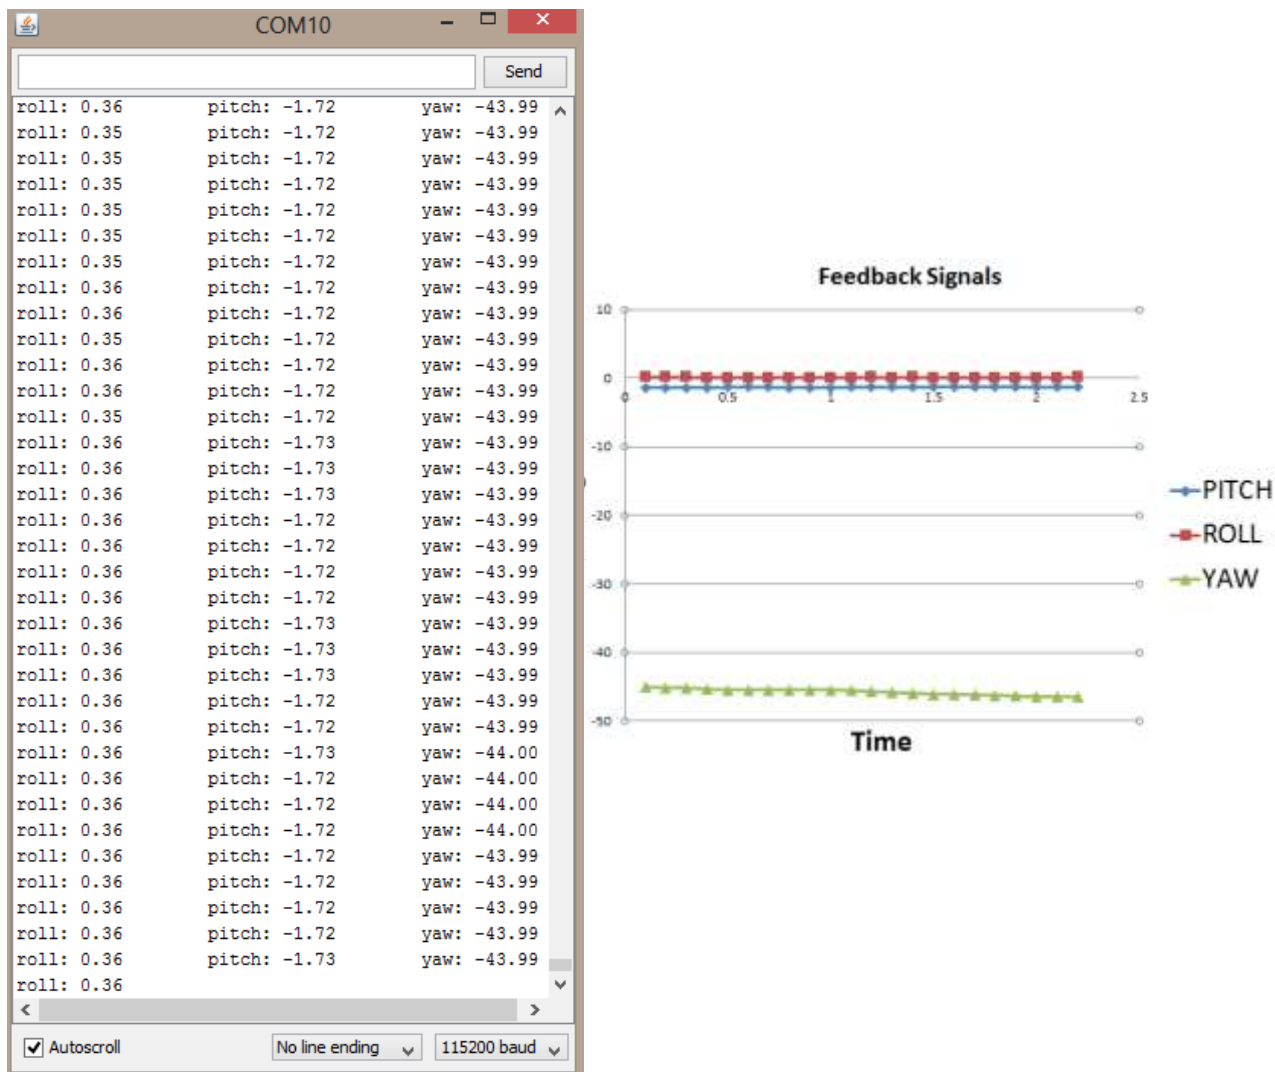 COM10
Send
roll: 0.36 pitch: -1.72 yaw: -43.99
roll: 0.35 pitch: -1.72 yaw: -43.99
roll: 0.35 pitch: -1.72 yaw: -43.99
roll: 0.35 pitch: -1.72 yaw: -43.99
roll: 0.35 pitch: -1.72 yaw: -43.99
roll: 0.35 pitch: -1.72 yaw: -43.99
roll: 0.35 pitch: -1.72 yaw: -43.99
roll: 0.36 pitch: -1.72 yaw: -43.99
roll: 0.36 pitch: -1.72 yaw: -43.99
roll: 0.35 pitch: -1.72 yaw: -43.99
roll: 0.36 pitch: -1.72 yaw: -43.99
roll: 0.36 pitch: -1.72 yaw: -43.99
roll: 0.35 pitch: -1.72 yaw: -43.99
roll: 0.36 pitch: -1.73 yaw: -43.99
roll: 0.36 pitch: -1.73 yaw: -43.99
roll: 0.36 pitch: -1.73 yaw: -43.99
roll: 0.36 pitch: -1.72 yaw: -43.99
roll: 0.36 pitch: -1.72 yaw: -43.99
roll: 0.36 pitch: -1.72 yaw: -43.99
roll: 0.36 pitch: -1.72 yaw: -43.99
roll: 0.36 pitch: -1.73 yaw: -43.99
roll: 0.36 pitch: -1.73 yaw: -43.99
roll: 0.36 pitch: -1.73 yaw: -43.99
roll: 0.36 pitch: -1.72 yaw: -43.99
roll: 0.36 pitch: -1.72 yaw: -43.99
roll: 0.36 pitch: -1.73 yaw: -44.00
roll: 0.36 pitch: -1.72 yaw: -44.00
roll: 0.36 pitch: -1.72 yaw: -44.00
roll: 0.36 pitch: -1.72 yaw: -44.00
roll: 0.36 pitch: -1.72 yaw: -43.99
roll: 0.36 pitch: -1.72 yaw: -43.99
roll: 0.36 pitch: -1.72 yaw: -43.99
roll: 0.36 pitch: -1.72 yaw: -43.99
roll: 0.36 pitch: -1.73 yaw: -43.99
roll: 0.36
Autoscroll No line ending 115200 baud
Feedback Signals
10
0
0 0.5 1 1.5 2 2.5
-10
-20
-30
-40
-50
Time
PITCH
ROLL
YAW